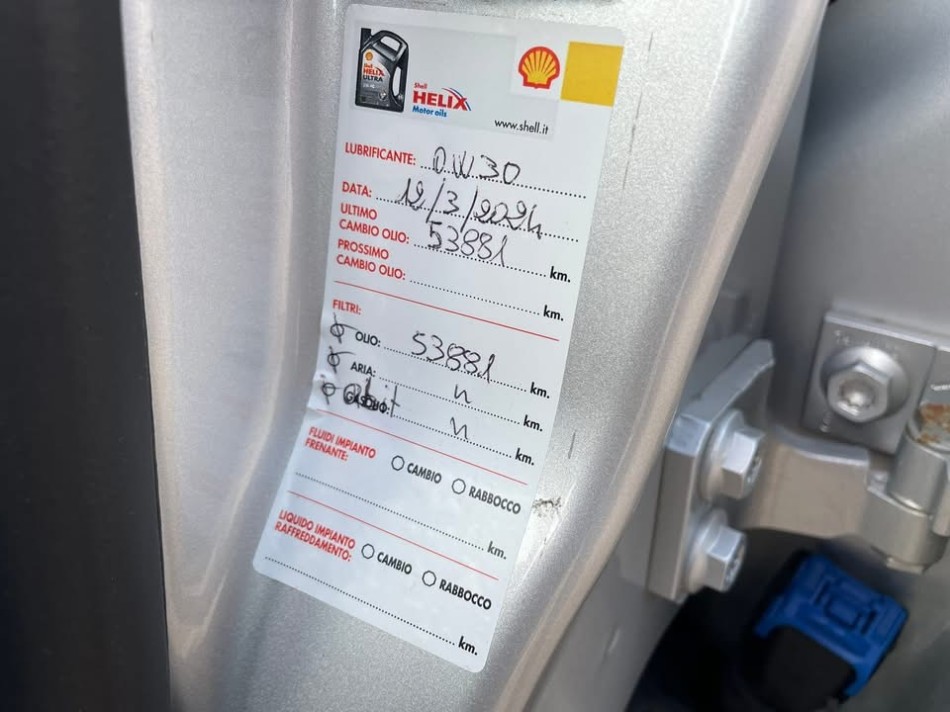 Shell
HELIX
ULTRA
Shell
HELIX
Motor oils
www.shell.it
LUBRIFICANTE: 0W30
DATA: 12/3/2024
ULTIMO
CAMBIO OLIO: 53881 km.
PROSSIMO
CAMBIO OLIO: km.
FILTRI:
OLIO: 53881 km.
ARIA: " km.
abit " km.
FLUIDI IMPIANTO
FRENANTE: CAMBIO RABBOCCO
km.
LIQUIDO IMPIANTO
RAFFREDDAMENTO: CAMBIO RABBOCCO
km.